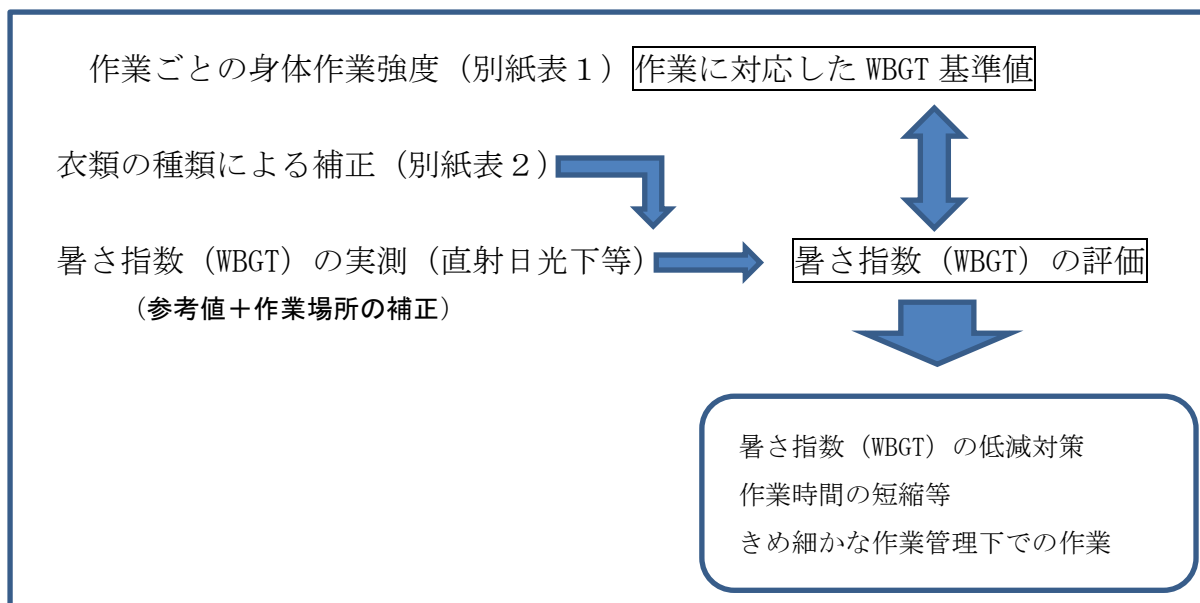 作業ごとの身体作業強度（別紙表１）作業に対応した WBGT 基準値
衣類の種類による補正（別紙表２）
暑さ指数（WBGT）の実測（直射日光下等） 暑さ指数（WBGT）の評価
（参考値＋作業場所の補正）
暑さ指数（WBGT）の低減対策
作業時間の短縮等
きめ細かな作業管理下での作業